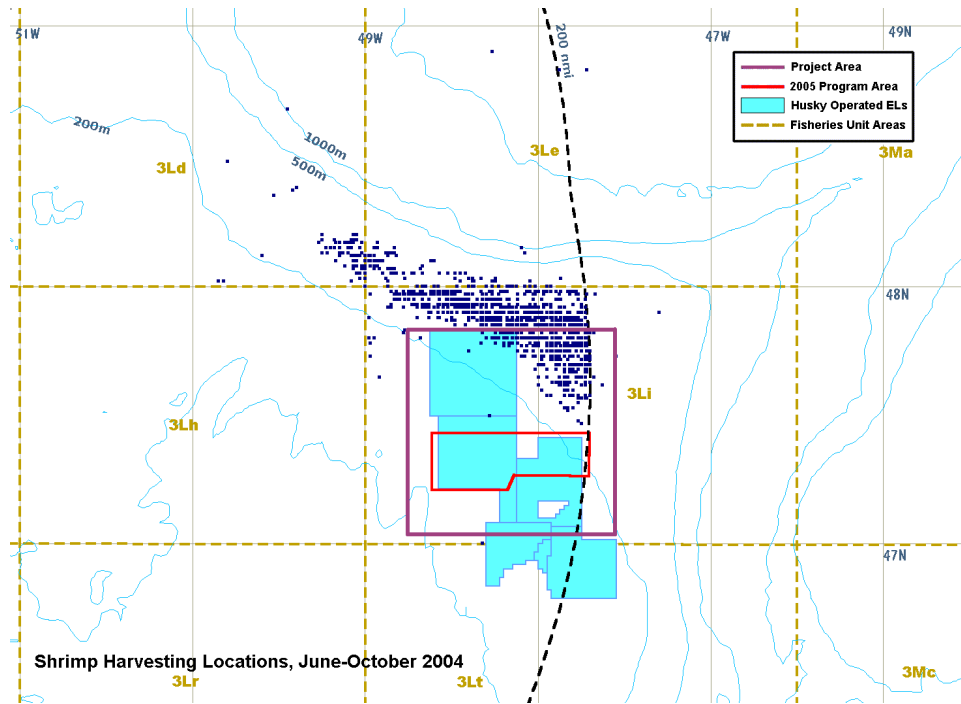 51W
49W
47W
49N
200 nmi
Project Area
2005 Program Area
Husky Operated ELs
Fisheries Unit Areas
200m
1000m
500m
3Ld
3Le
3Ma
48N
3Li
3Lh
47N
Shrimp Harvesting Locations, June-October 2004
3Lr
3Lt
3Mc